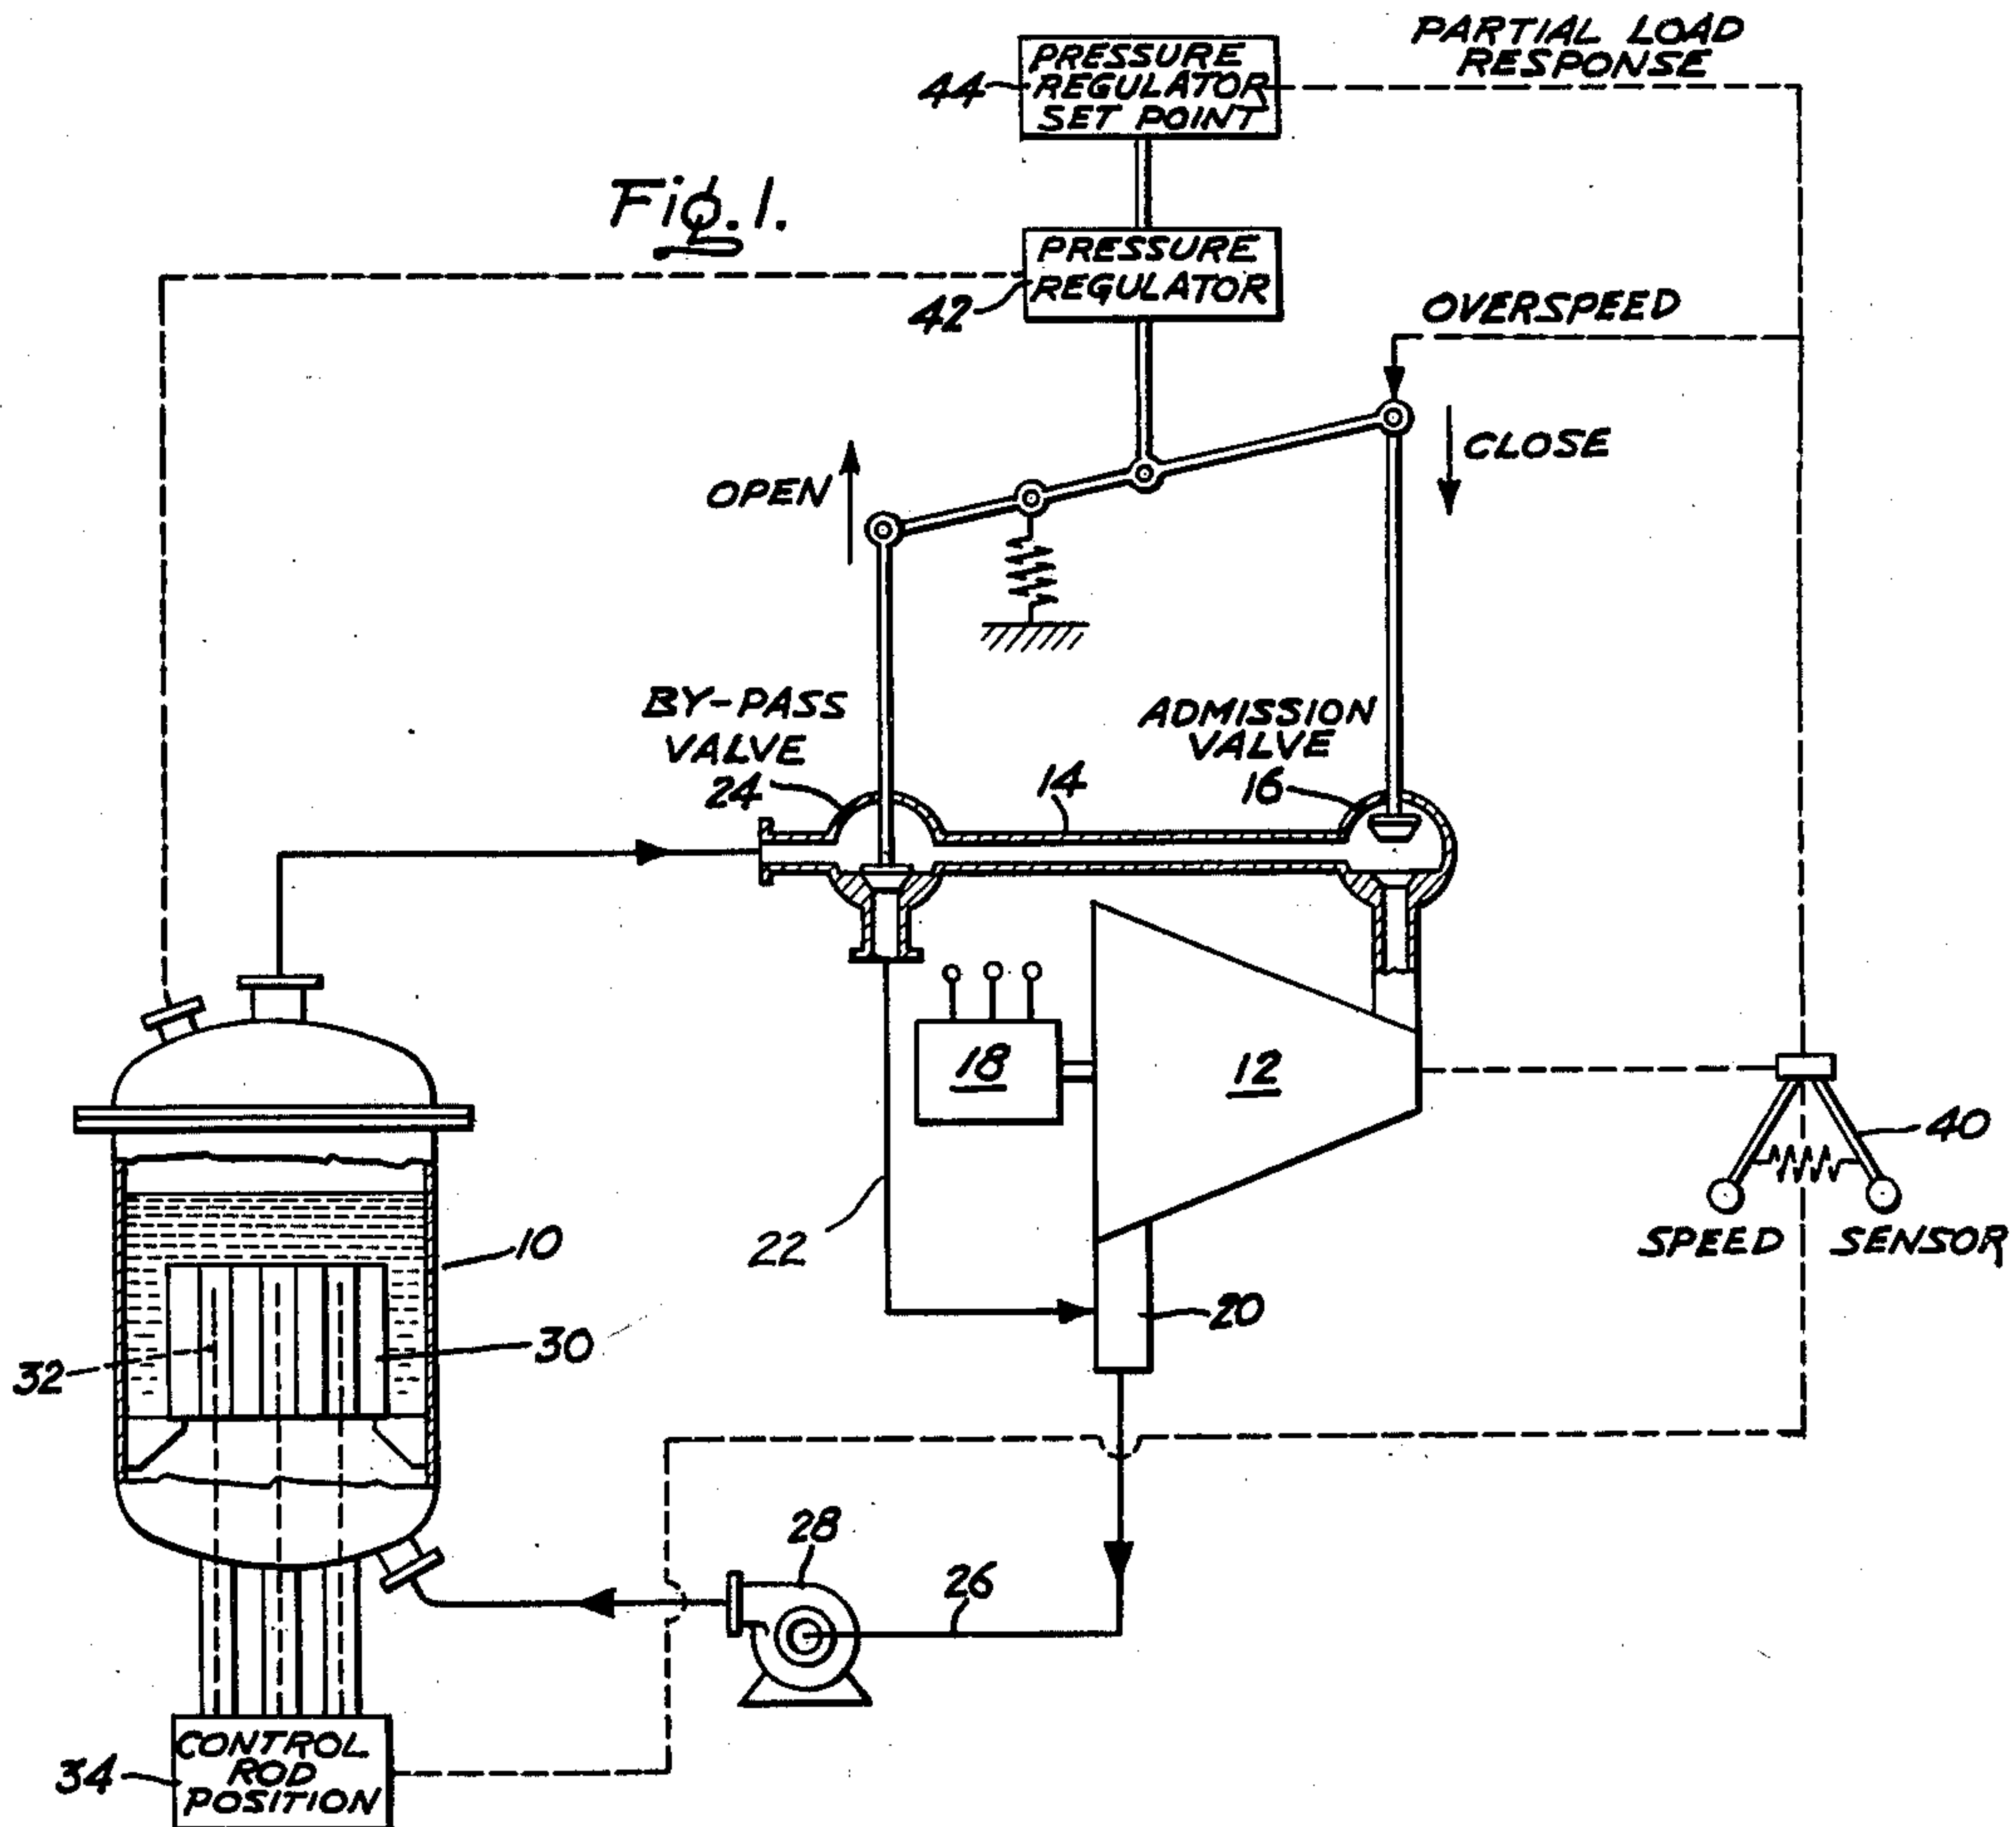 PARTIAL LOAD
RESPONSE
PRESSURE
REGULATOR
SET POINT
44
Fig. 1.
PRESSURE
REGULATOR
42
OVERSPEED
CLOSE
OPEN
BY-PASS
VALVE
24
14
ADMISSION
VALVE
16
18
12
40
SPEED SENSOR
22
20
10
30
32
28
26
CONTROL
ROD
POSITION
34